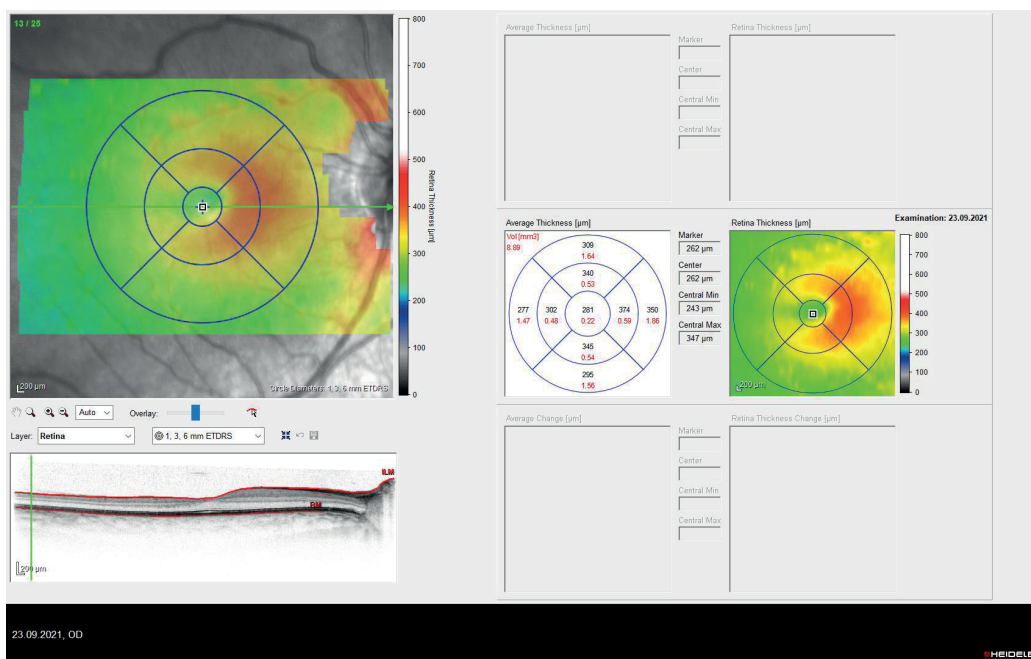 13 / 25
800
700
600
500
400
300
200
100
0
Retina Thickness [µm]
200 µm
Circle Diameters: 1, 3, 6 mm ETDRS
Auto
Overlay:
Layer: Retina
1, 3, 6 mm ETDRS
ILM
BM
200 µm
Average Thickness [µm]
Marker
Center
Central Min
Central Max
Retina Thickness [µm]
Examination: 23.09.2021
Average Thickness [µm]
Vol [mm3]
8.89
309
1.64
340
0.53
277 302 281 374 350
1.47 0.48 0.22 0.59 1.86
345
0.54
295
1.56
Marker
262 µm
Center
262 µm
Central Min
243 µm
Central Max
347 µm
Retina Thickness [µm]
200 µm
800
700
600
500
400
300
200
100
0
Average Change [µm]
Marker
Center
Central Min
Central Max
Retina Thickness Change [µm]
23.09.2021, OD